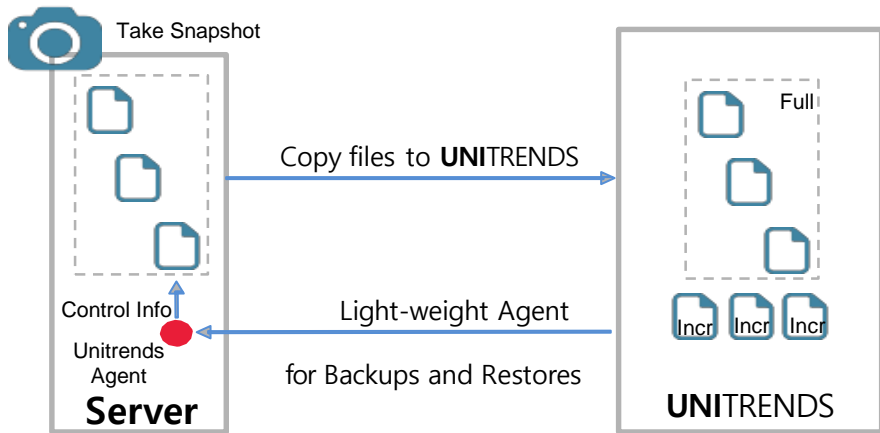 Take Snapshot
Full
Copy files to UNITRENDS
Control Info
Light-weight Agent
Incr Incr Incr
Unitrends
Agent
for Backups and Restores
Server
UNITRENDS